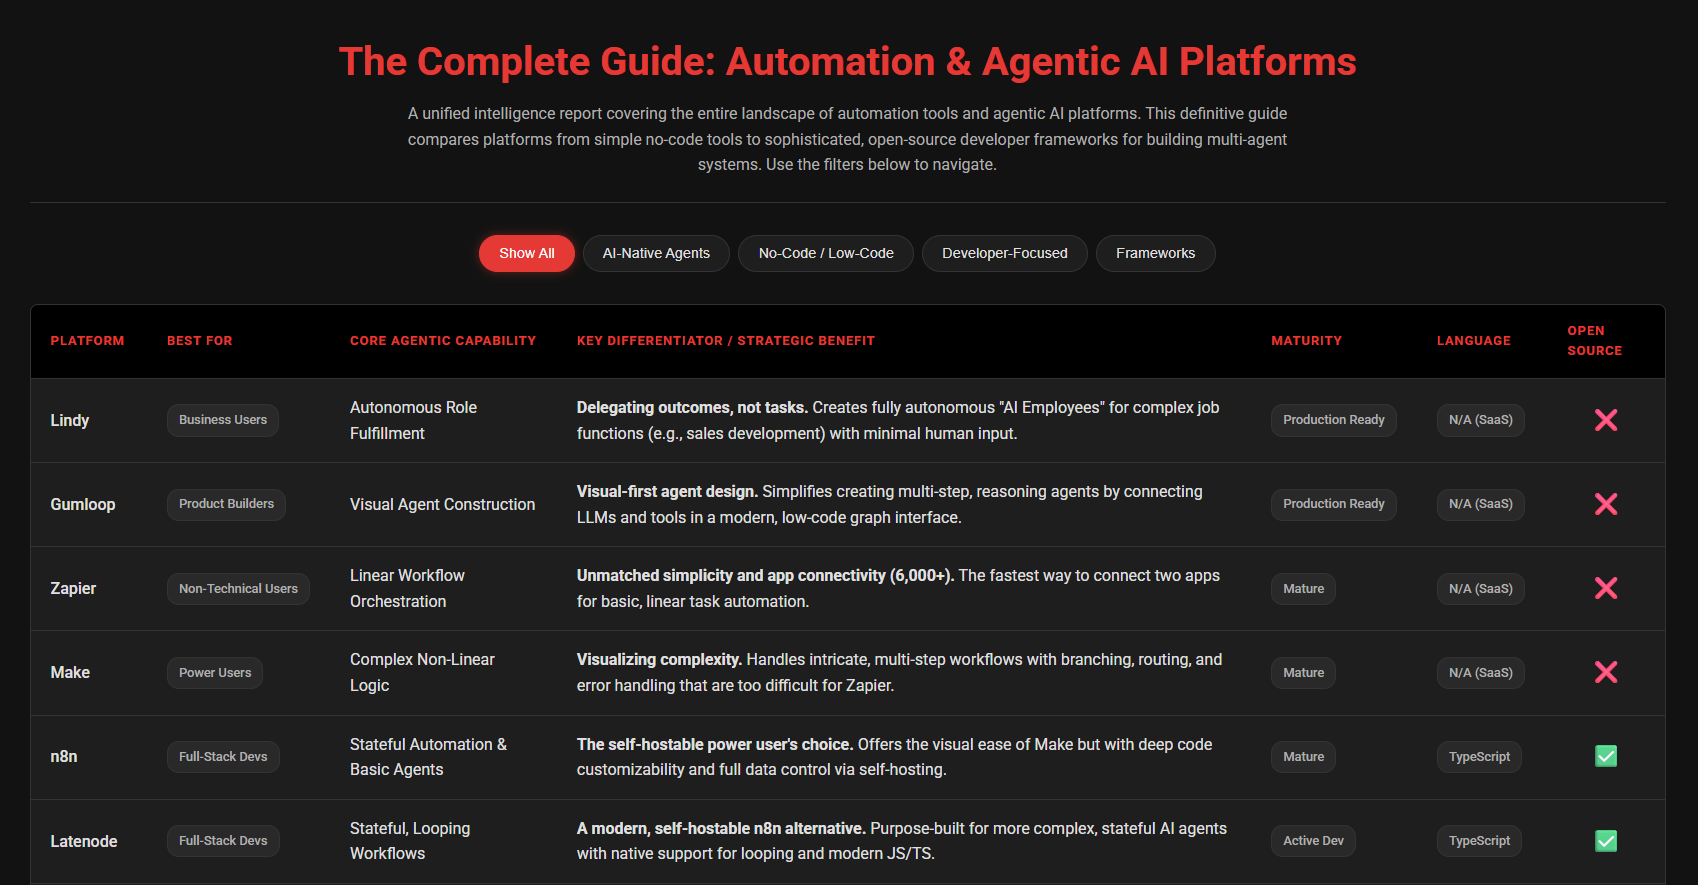 The Complete Guide: Automation & Agentic AI Platforms
A unified intelligence report covering the entire landscape of automation tools and agentic AI platforms. This definitive guide
compares platforms from simple no-code tools to sophisticated, open-source developer frameworks for building multi-agent
systems. Use the filters below to navigate.
Show All
AI-Native Agents
No-Code / Low-Code
Developer-Focused
Frameworks
PLATFORM
BEST FOR
CORE AGENTIC CAPABILITY
KEY DIFFERENTIATOR / STRATEGIC BENEFIT
MATURITY
LANGUAGE
OPEN
SOURCE
Lindy
Business Users
Autonomous Role
Fulfillment
Delegating outcomes, not tasks. Creates fully autonomous "AI Employees" for complex job
functions (e.g., sales development) with minimal human input.
Production Ready
N/A (SaaS)
Gumloop
Product Builders
Visual Agent Construction
Visual-first agent design. Simplifies creating multi-step, reasoning agents by connecting
LLMs and tools in a modern, low-code graph interface.
Production Ready
N/A (SaaS)
Zapier
Non-Technical Users
Linear Workflow
Orchestration
Unmatched simplicity and app connectivity (6,000+). The fastest way to connect two apps
for basic, linear task automation.
Mature
N/A (SaaS)
Make
Power Users
Complex Non-Linear
Logic
Visualizing complexity. Handles intricate, multi-step workflows with branching, routing, and
error handling that are too difficult for Zapier.
Mature
N/A (SaaS)
n8n
Full-Stack Devs
Stateful Automation &
Basic Agents
The self-hostable power user's choice. Offers the visual ease of Make but with deep code
customizability and full data control via self-hosting.
Mature
TypeScript
Latenode
Full-Stack Devs
Stateful, Looping
Workflows
A modern, self-hostable n8n alternative. Purpose-built for more complex, stateful AI agents
with native support for looping and modern JS/TS.
Active Dev
TypeScript